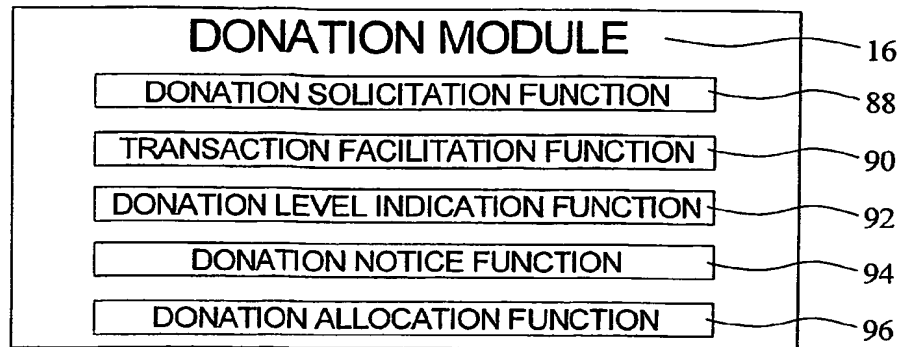 DONATION MODULE 16
DONATION SOLICITATION FUNCTION 88
TRANSACTION FACILITATION FUNCTION 90
DONATION LEVEL INDICATION FUNCTION 92
DONATION NOTICE FUNCTION 94
DONATION ALLOCATION FUNCTION 96